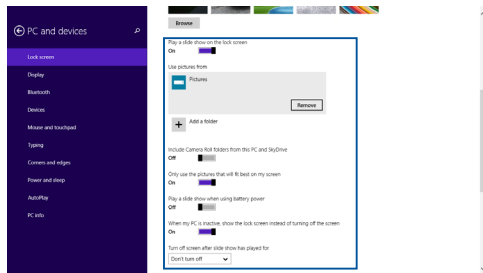 PC and devices
Lock screen
Display
Bluetooth
Devices
Mouse and touchpad
Typing
Corners and edges
Power and sleep
AutoPlay
PC info
Browse
Play a slide show on the lock screen
On
Use pictures from
Pictures
Remove
Add a folder
Include Camera Roll folders from this PC and SkyDrive
Off
Only use the pictures that will fit best on my screen
On
Play a slide show when using battery power
Off
When my PC is inactive, show the lock screen instead of turning off the screen
On
Turn off screen after slide show has played for
Don't turn off